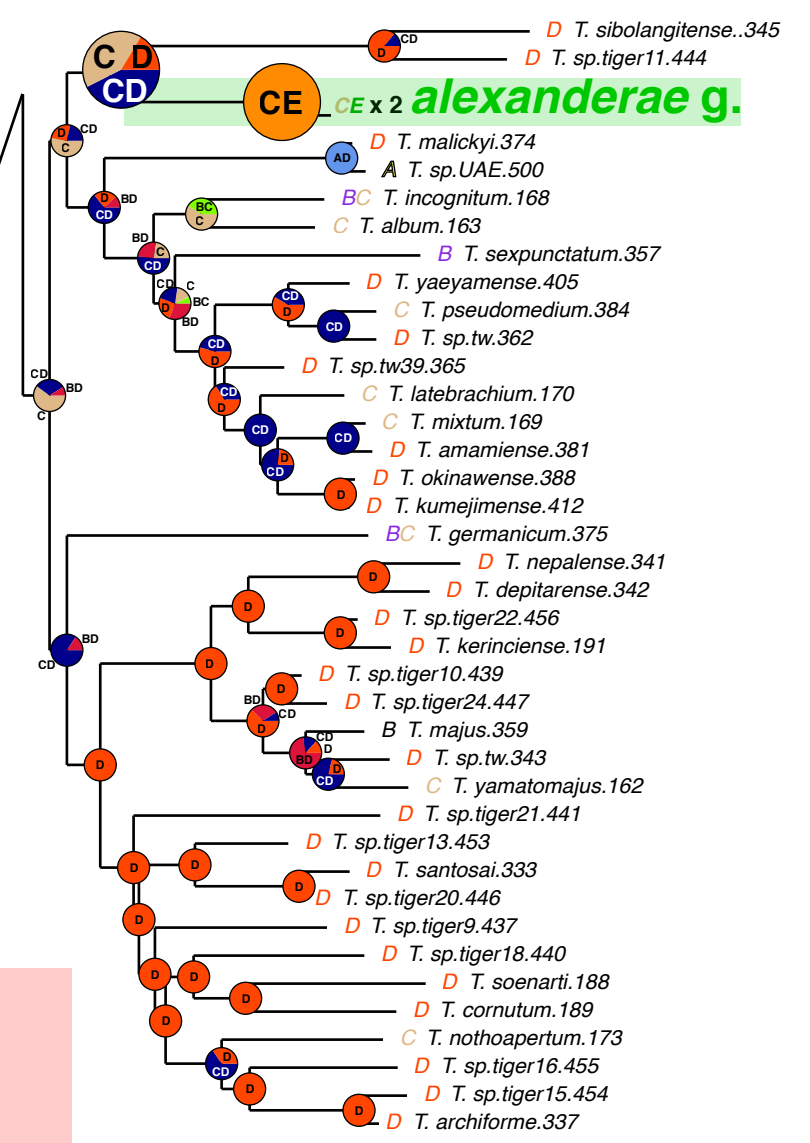 D T. sibolangitense..345
CD
D
D T. sp.tiger11.444
C D
CD
CE
CE x 2 alexanderae g.
D CD
C
D T. malickyi.374
AD
A T. sp.UAE.500
D BD
CD
BC T. incognitum.168
BC
C T. album.163
BD
C
CD
B T. sexpunctatum.357
CD C
D BC
BD
D T. yaeyamense.405
CD
D
C T. pseudomedium.384
CD
D T. sp.tw.362
CD
D
D T. sp.tw39.365
CD
BD
C
CD
D
C T. latebrachium.170
CD
C T. mixtum.169
CD
D T. amamiense.381
D
CD
D T. okinawense.388
D
D T. kumejimense.412
BC T. germanicum.375
D T. nepalense.341
D
D T. depitarense.342
D
D T. sp.tiger22.456
D
D T. kerinciense.191
BD
CD
D
D T. sp.tiger10.439
D
D T. sp.tiger24.447
BD
CD
D
B T. majus.359
CD
D
BD
D T. sp.tw.343
D
CD
C T. yamatomajus.162
D
D T. sp.tiger21.441
D T. sp.tiger13.453
D
D
D T. santosai.333
D
D T. sp.tiger20.446
D
D T. sp.tiger9.437
D T. sp.tiger18.440
D
D
D T. soenarti.188
D
D T. cornutum.189
D
C T. nothoapertum.173
D
CD
D T. sp.tiger16.455
D
D T. sp.tiger15.454
D
D T. archiforme.337